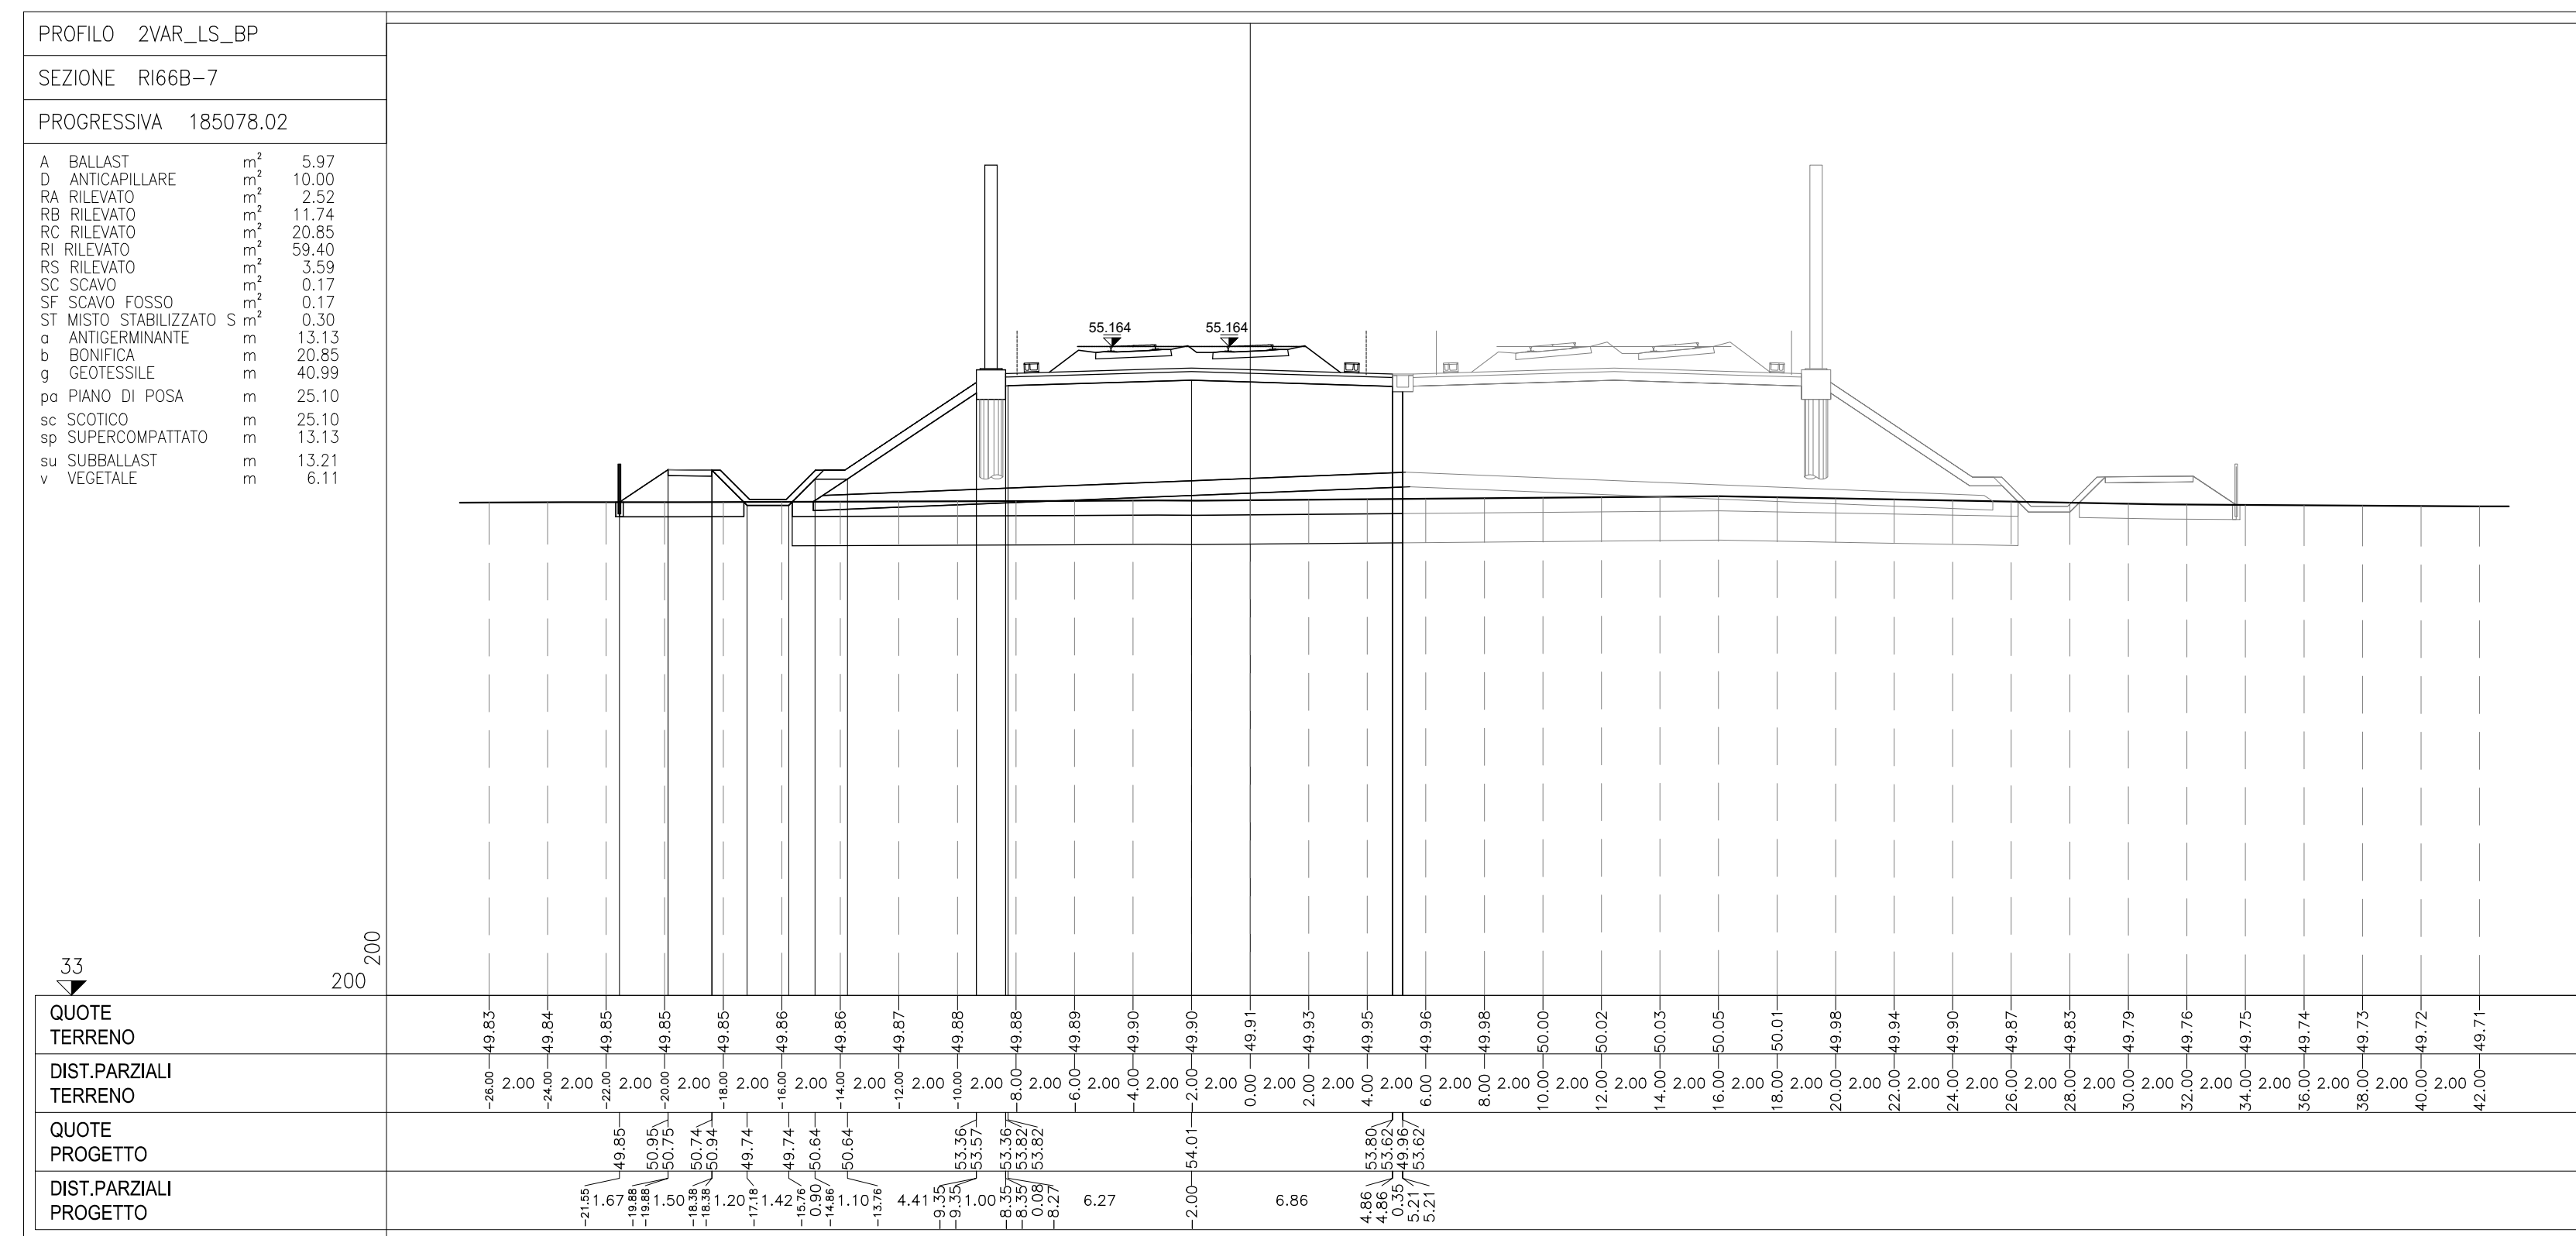 PROFILO 2VAR_LS_BP
SEZIONE RI66B-7
PROGRESSIVA 185078.02
A BALLAST m² 5.97
D ANTICAPILLARE m² 10.00
RA RILEVATO m² 2.52
RB RILEVATO m² 11.74
RC RILEVATO m² 20.85
RI RILEVATO m² 59.40
RS RILEVATO m² 3.59
SC SCAVO m² 0.17
SF SCAVO FOSSO m² 0.17
ST MISTO STABILIZZATO S m² 0.30
a ANTIGERMINANTE m 13.13
b BONIFICA m 20.85
g GEOTESSILE m 40.99
pa PIANO DI POSA m 25.10
sc SCOTICO m 25.10
sp SUPERCOMPATTATO m 13.13
su SUBBALLAST m 13.21
v VEGETALE m 6.11
55.164 55.164
200
33 200
QUOTE
TERRENO
49.83 49.84 49.85 49.85 49.85 49.86 49.86 49.87 49.88 49.88 49.89 49.90 49.90 49.91 49.93 49.95 49.96 49.98 50.00 50.02 50.03 50.05 50.01 49.98 49.94 49.90 49.87 49.83 49.79 49.76 49.75 49.74 49.73 49.72 49.71
DIST.PARZIALI
TERRENO
-26.00 2.00 -24.00 2.00 -22.00 2.00 -20.00 2.00 -18.00 2.00 -16.00 2.00 -14.00 2.00 -12.00 2.00 -10.00 2.00 -8.00 2.00 -6.00 2.00 -4.00 2.00 -2.00 2.00 0.00 2.00 2.00 2.00 4.00 2.00 6.00 2.00 8.00 2.00 10.00 2.00 12.00 2.00 14.00 2.00 16.00 2.00 18.00 2.00 20.00 2.00 22.00 2.00 24.00 2.00 26.00 2.00 28.00 2.00 30.00 2.00 32.00 2.00 34.00 2.00 36.00 2.00 38.00 2.00 40.00 2.00 42.00
QUOTE
PROGETTO
49.85 50.95 50.75 50.74 50.94 49.74 49.74 50.64 50.64 53.36 53.57 53.36 53.82 53.82 54.01 53.80 53.62 49.96 53.62
DIST.PARZIALI
PROGETTO
-21.55 1.67 -19.88 -19.88 1.50 -18.38 -18.38 1.20 -17.18 1.42 -15.76 0.90 -14.86 1.10 -13.76 4.41 -9.35 -9.35 1.00 -8.35 -8.35 0.08 -8.27 6.27 -2.00 6.86 4.86 4.86 0.35 5.21 5.21